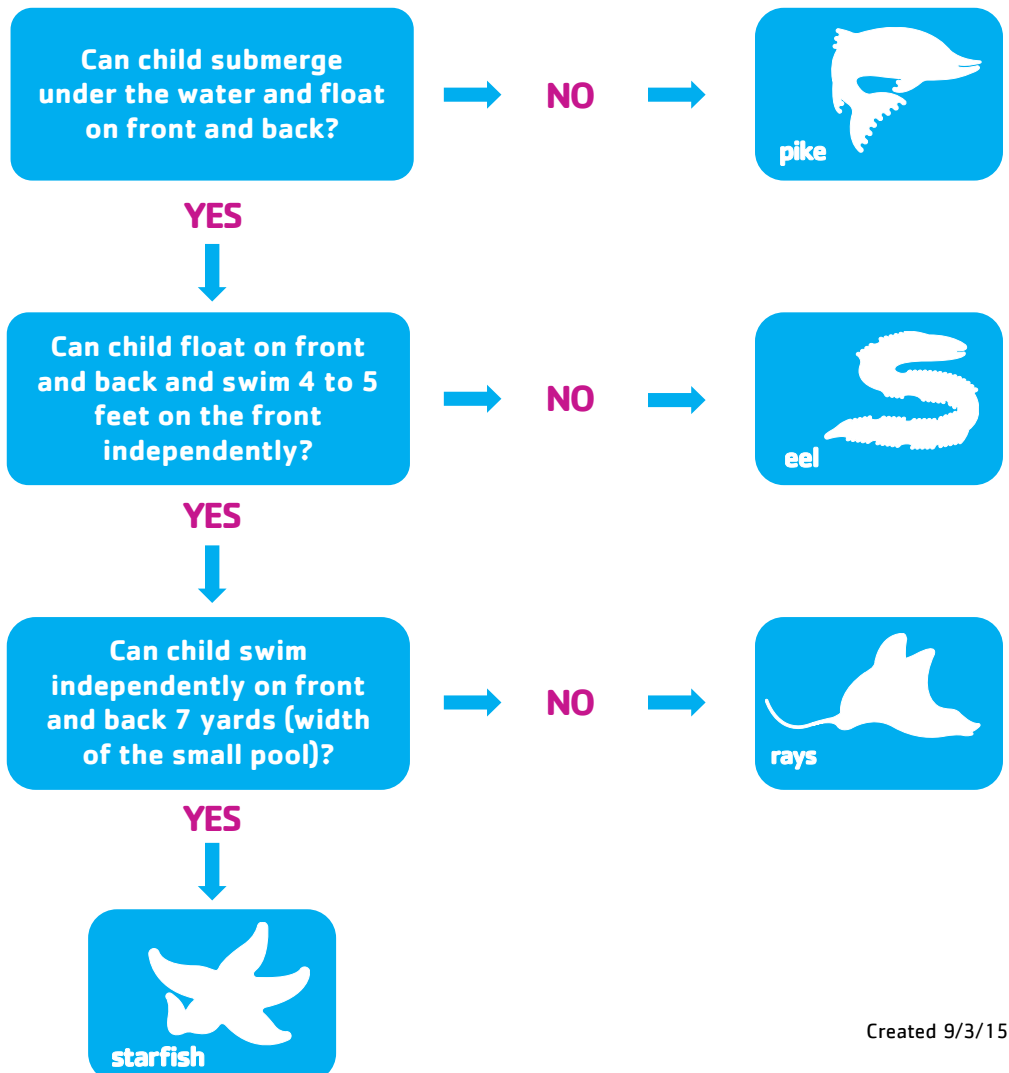 Can child submerge
under the water and float
on front and back?
NO
pike
YES
Can child float on front
and back and swim 4 to 5
feet on the front
independently?
NO
eel
YES
Can child swim
independently on front
and back 7 yards (width
of the small pool)?
NO
rays
YES
starfish
Created 9/3/15